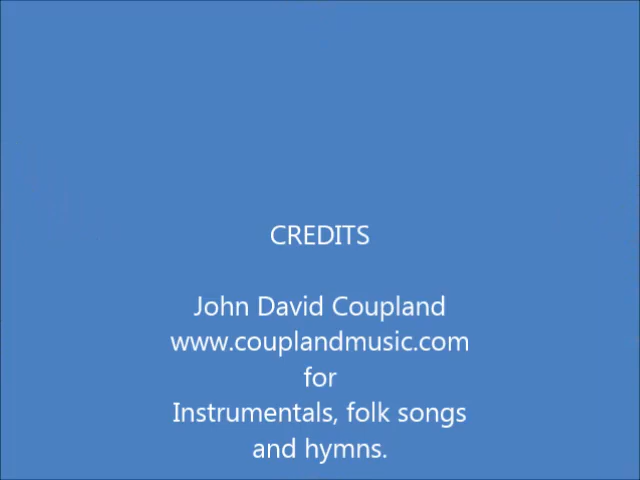 CREDITS
John David Coupland
www.couplandmusic.com
for
Instrumentals, folk songs
and hymns.